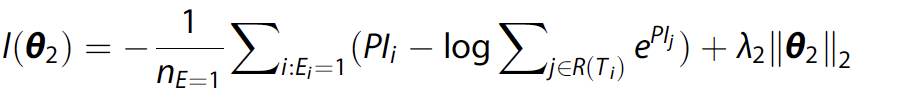 l(θ₂) = − 1/n_{E=1} ∑_{i:E_i=1} (PI_i − log ∑_{j∈R(T_i)} e^{PI_j}) + λ₂‖θ₂‖₂